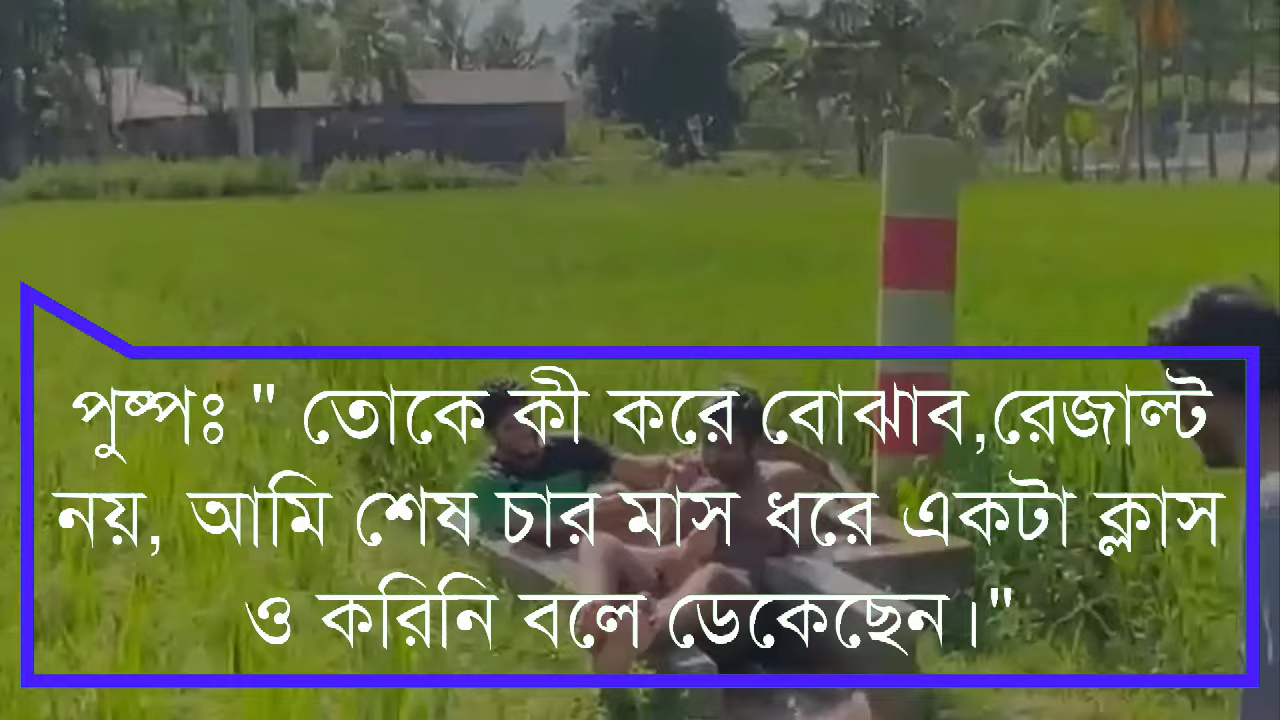 পুষ্পঃ " তোকে কী করে বোঝাব,রেজাল্ট
নয়, আমি শেষ চার মাস ধরে একটা ক্লাস
ও করিনি বলে ডেকেছেন।"